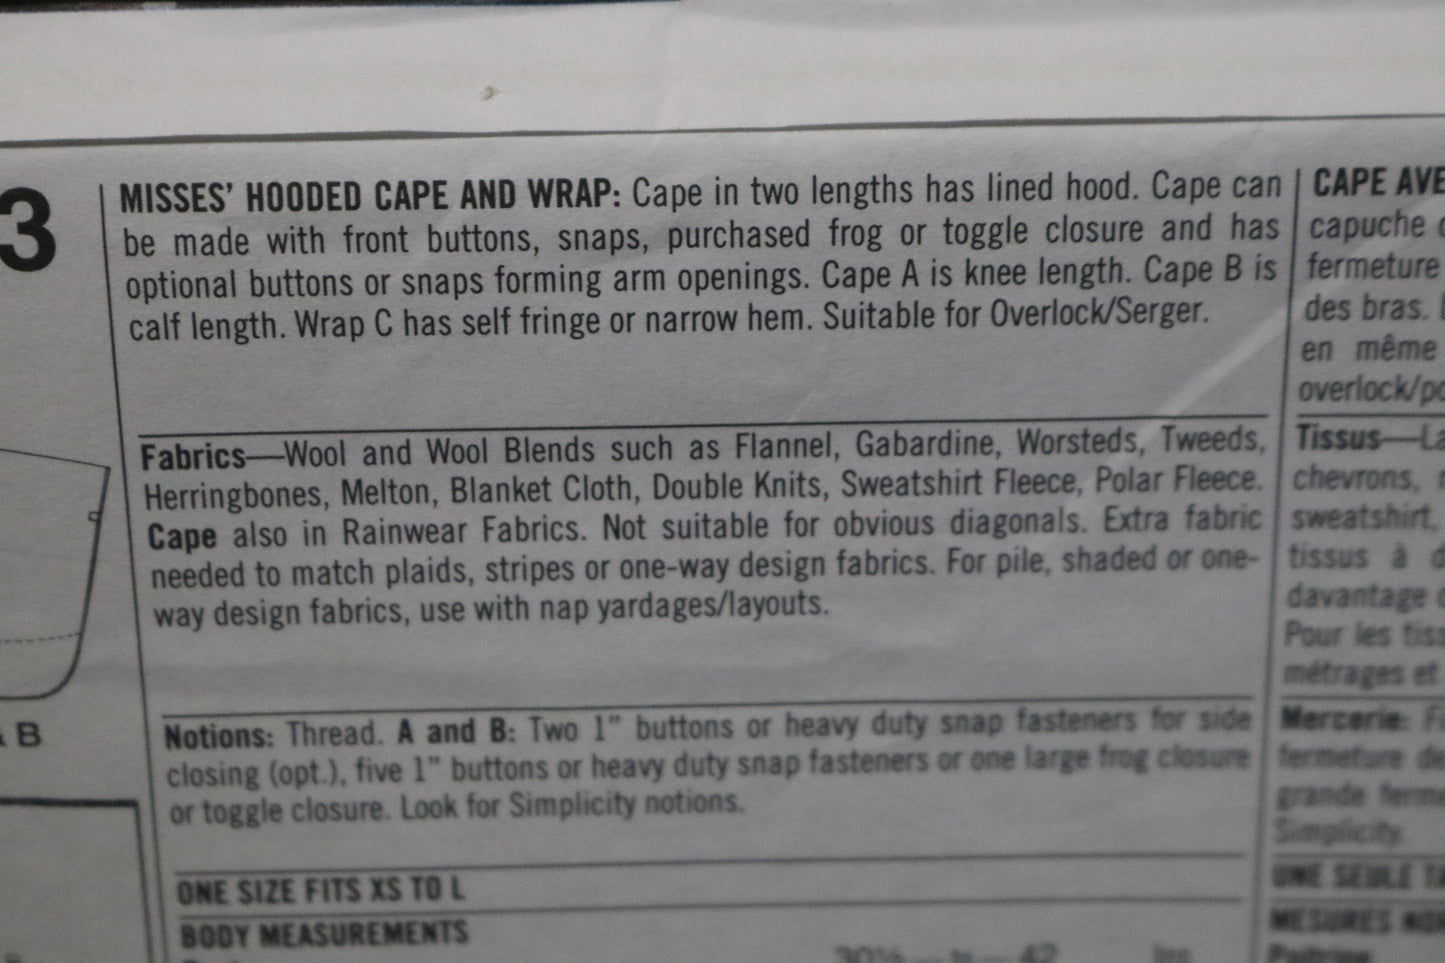 3
MISSES' HOODED CAPE AND WRAP: Cape in two lengths has lined hood. Cape can
be made with front buttons, snaps, purchased frog or toggle closure and has
optional buttons or snaps forming arm openings. Cape A is knee length. Cape B is
calf length. Wrap C has self fringe or narrow hem. Suitable for Overlock/Serger.
Fabrics—Wool and Wool Blends such as Flannel, Gabardine, Worsteds, Tweeds,
Herringbones, Melton, Blanket Cloth, Double Knits, Sweatshirt Fleece, Polar Fleece.
Cape also in Rainwear Fabrics. Not suitable for obvious diagonals. Extra fabric
needed to match plaids, stripes or one-way design fabrics. For pile, shaded or one-
way design fabrics, use with nap yardages/layouts.
B
Notions: Thread. A and B: Two 1" buttons or heavy duty snap fasteners for side
closing (opt.), five 1" buttons or heavy duty snap fasteners or one large frog closure
or toggle closure. Look for Simplicity notions.
ONE SIZE FITS XS TO L
BODY MEASUREMENTS
CAPE AVE
capuche
fermeture
des bras.
en même
overlock/po
Tissus—La
chevrons,
sweatshirt,
tissus à d
davantage
Pour les tiss
métrages et
Mercerie:
fermeture de
grande ferme
Simplicity.
UNE SEULE TA
MESURES NOR